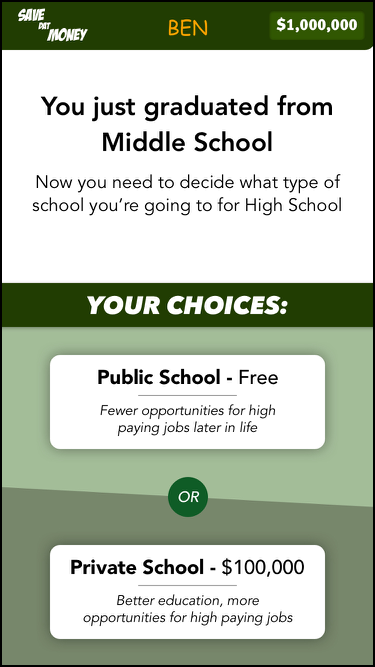 SAVE
DAT
MONEY
BEN
$1,000,000
You just graduated from
Middle School
Now you need to decide what type of
school you’re going to for High School
YOUR CHOICES:
Public School - Free
Fewer opportunities for high
paying jobs later in life
OR
Private School - $100,000
Better education, more
opportunities for high paying jobs